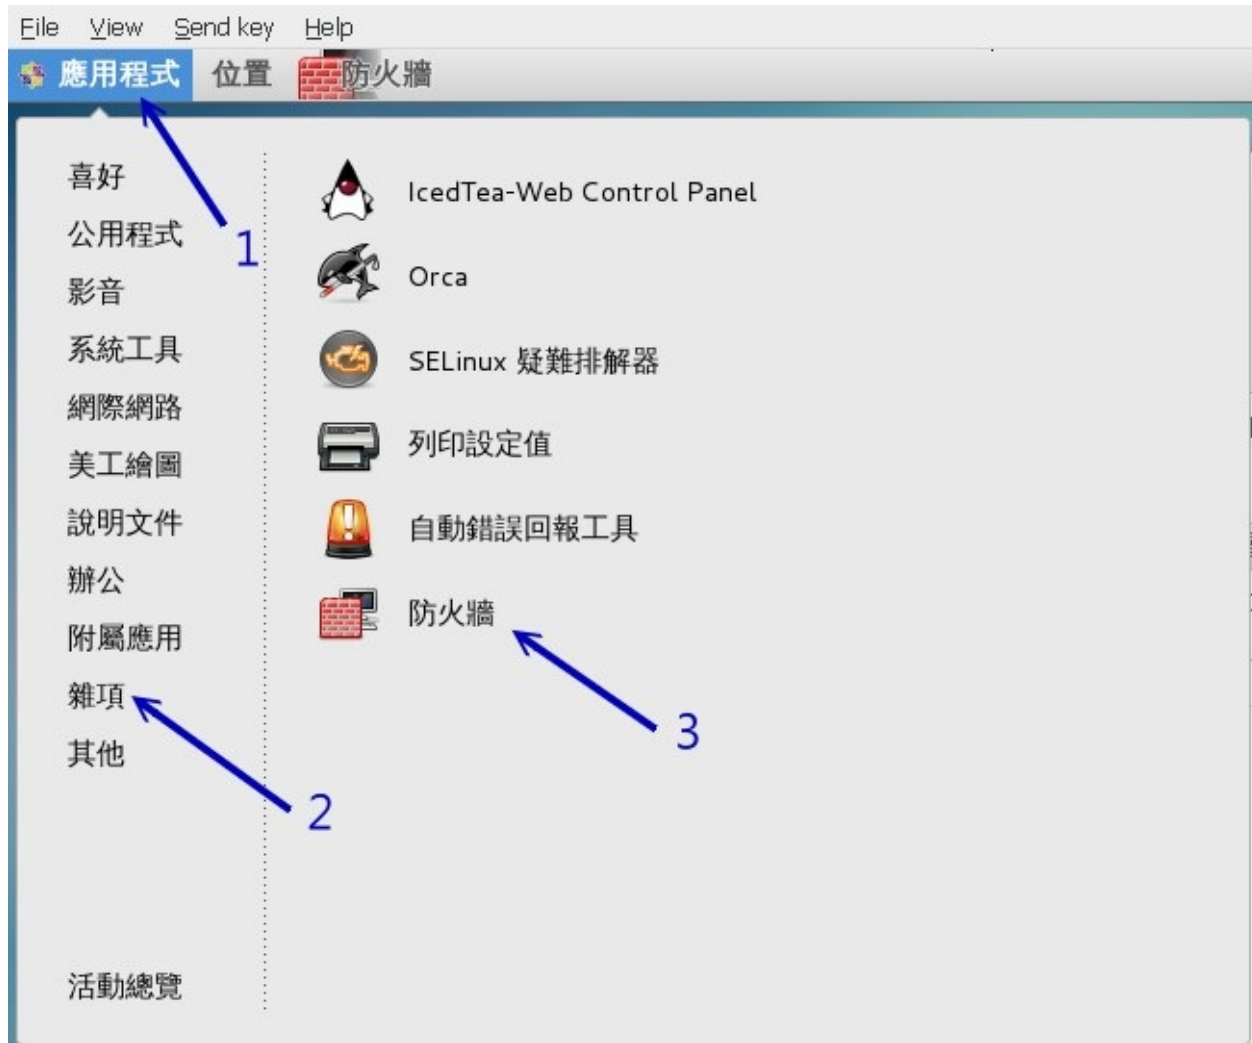 File View Send key Help
應用程式 位置 防火牆
喜好
公用程式
影音
系統工具
網際網路
美工繪圖
說明文件
辦公
附屬應用
雜項
其他
活動總覽
IcedTea-Web Control Panel
Orca
SELinux 疑難排解器
列印設定值
自動錯誤回報工具
防火牆
1
2
3